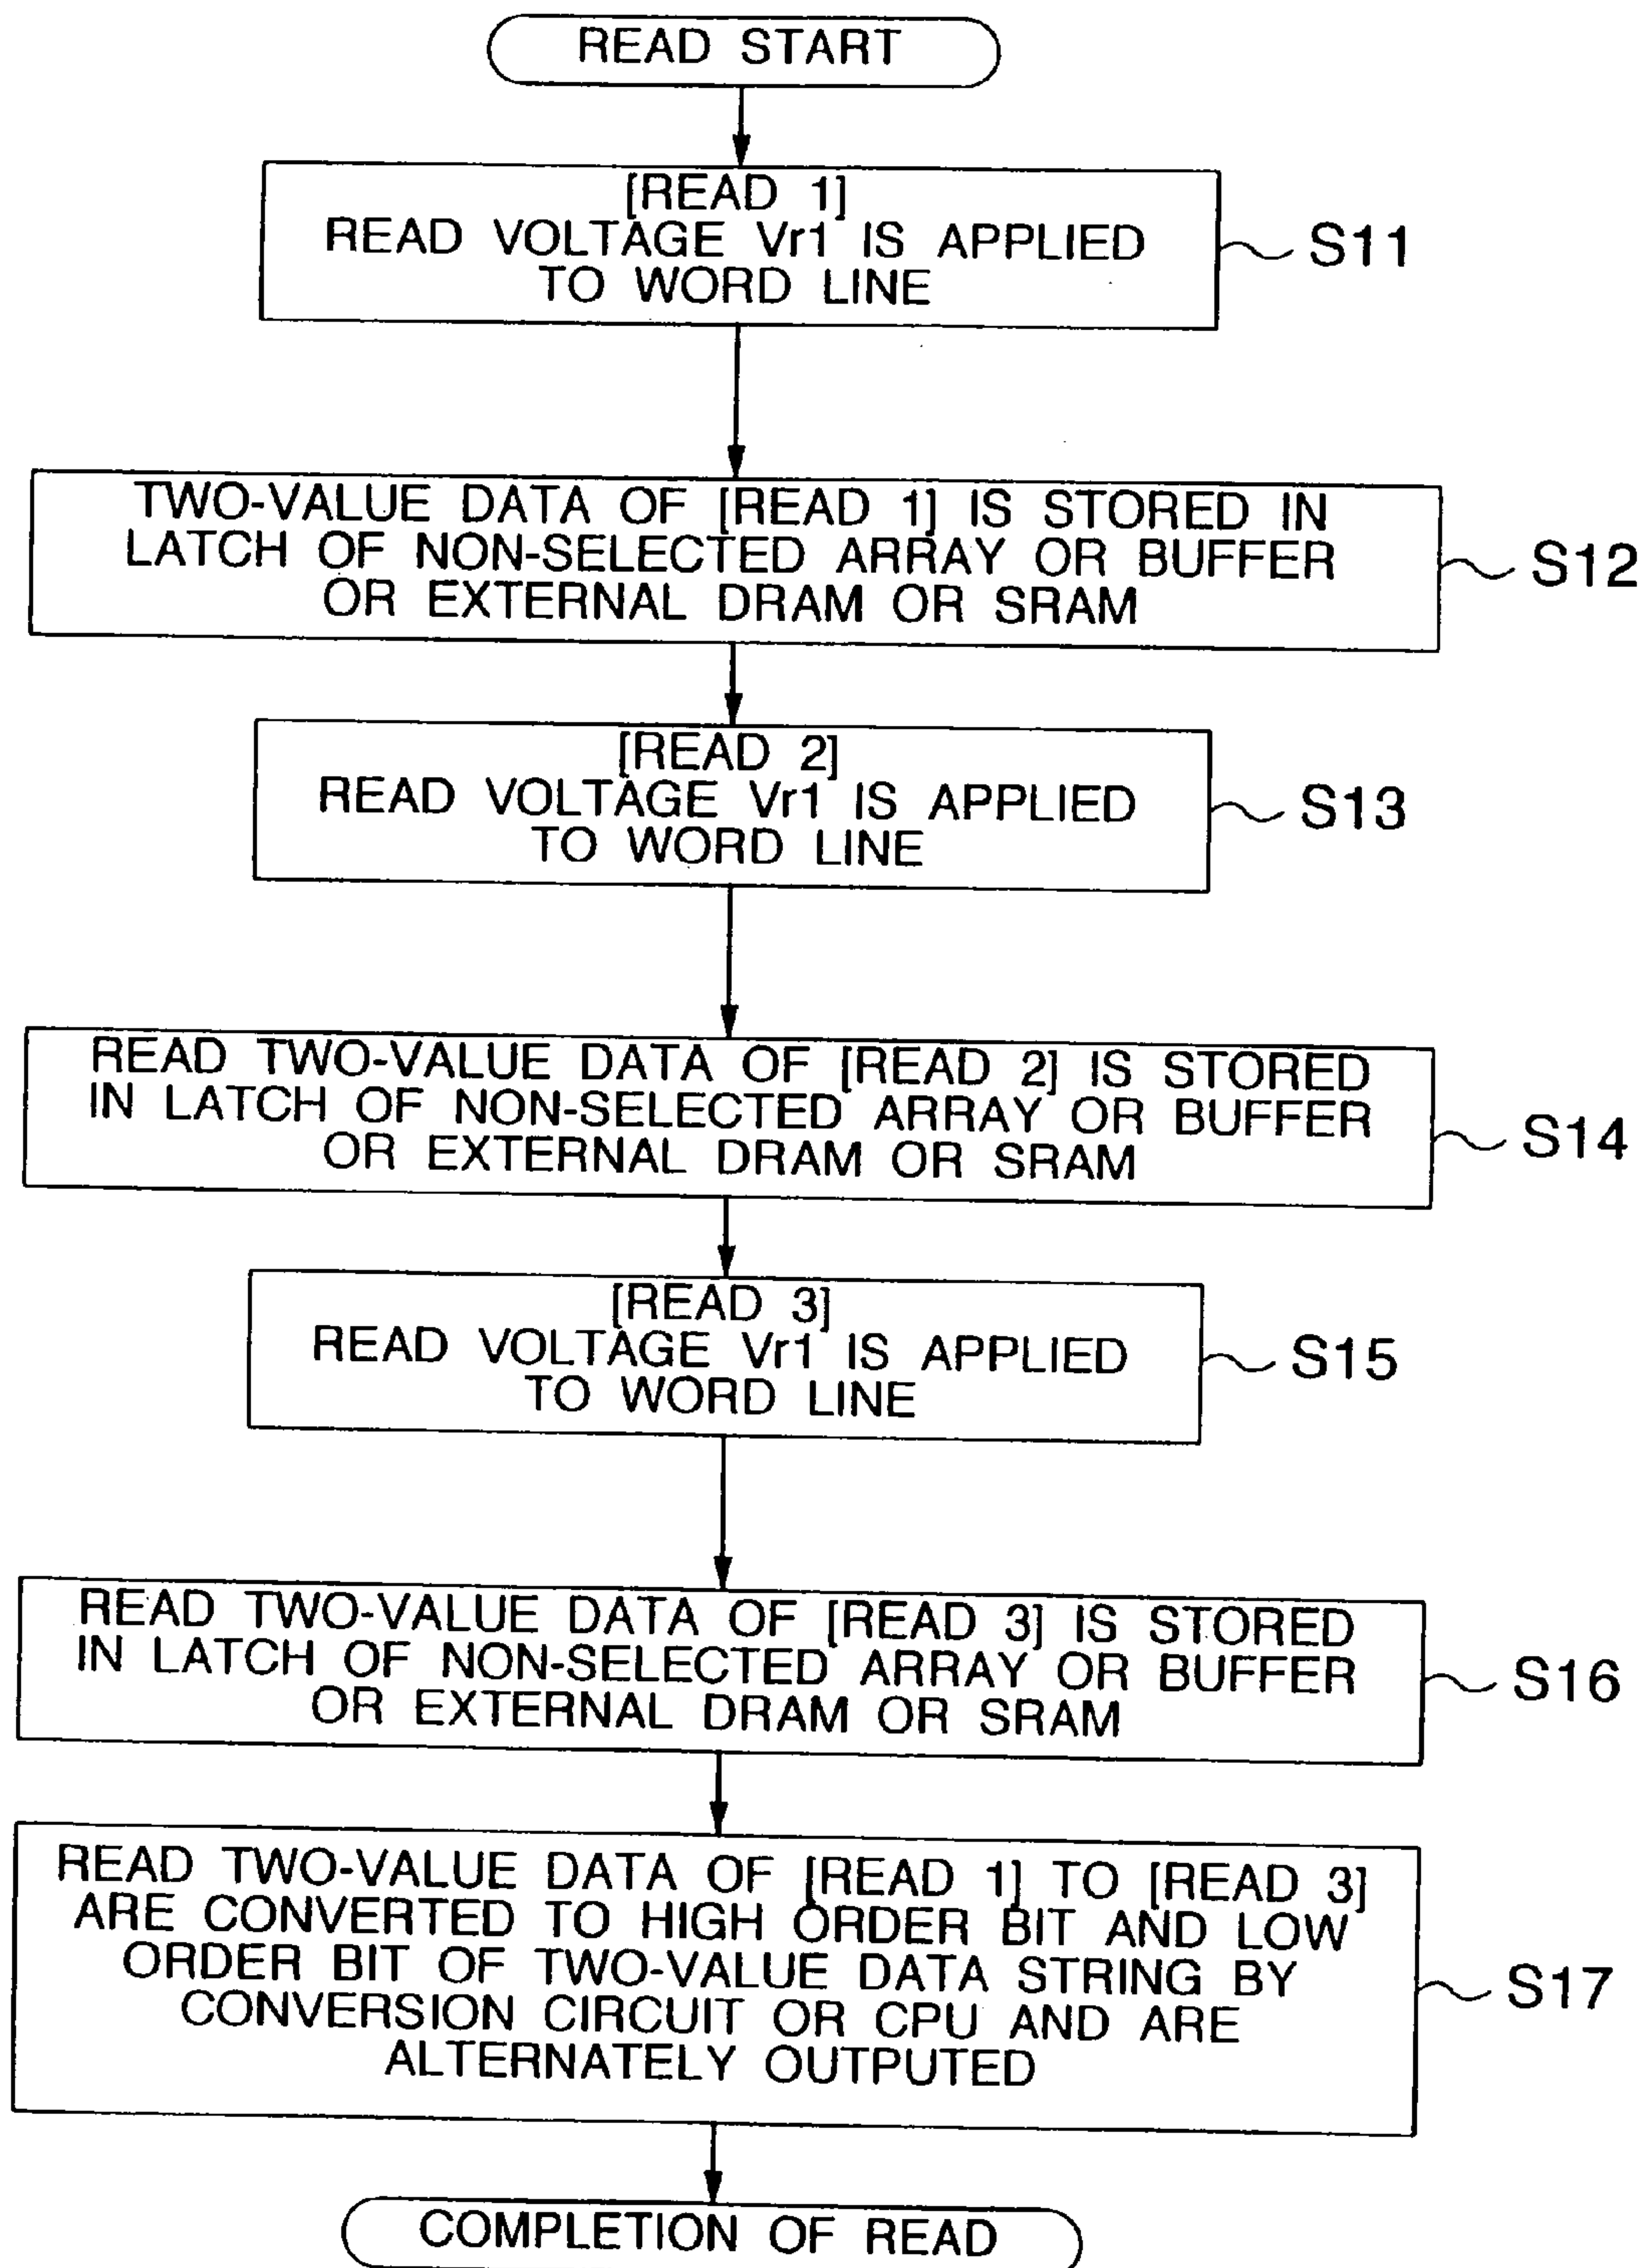 READ START
[READ 1]
READ VOLTAGE Vr1 IS APPLIED
TO WORD LINE
S11
TWO-VALUE DATA OF [READ 1] IS STORED IN
LATCH OF NON-SELECTED ARRAY OR BUFFER
OR EXTERNAL DRAM OR SRAM
S12
[READ 2]
READ VOLTAGE Vr1 IS APPLIED
TO WORD LINE
S13
READ TWO-VALUE DATA OF [READ 2] IS STORED
IN LATCH OF NON-SELECTED ARRAY OR BUFFER
OR EXTERNAL DRAM OR SRAM
S14
[READ 3]
READ VOLTAGE Vr1 IS APPLIED
TO WORD LINE
S15
READ TWO-VALUE DATA OF [READ 3] IS STORED
IN LATCH OF NON-SELECTED ARRAY OR BUFFER
OR EXTERNAL DRAM OR SRAM
S16
READ TWO-VALUE DATA OF [READ 1] TO [READ 3]
ARE CONVERTED TO HIGH ORDER BIT AND LOW
ORDER BIT OF TWO-VALUE DATA STRING BY
CONVERSION CIRCUIT OR CPU AND ARE
ALTERNATELY OUTPUTED
S17
COMPLETION OF READ